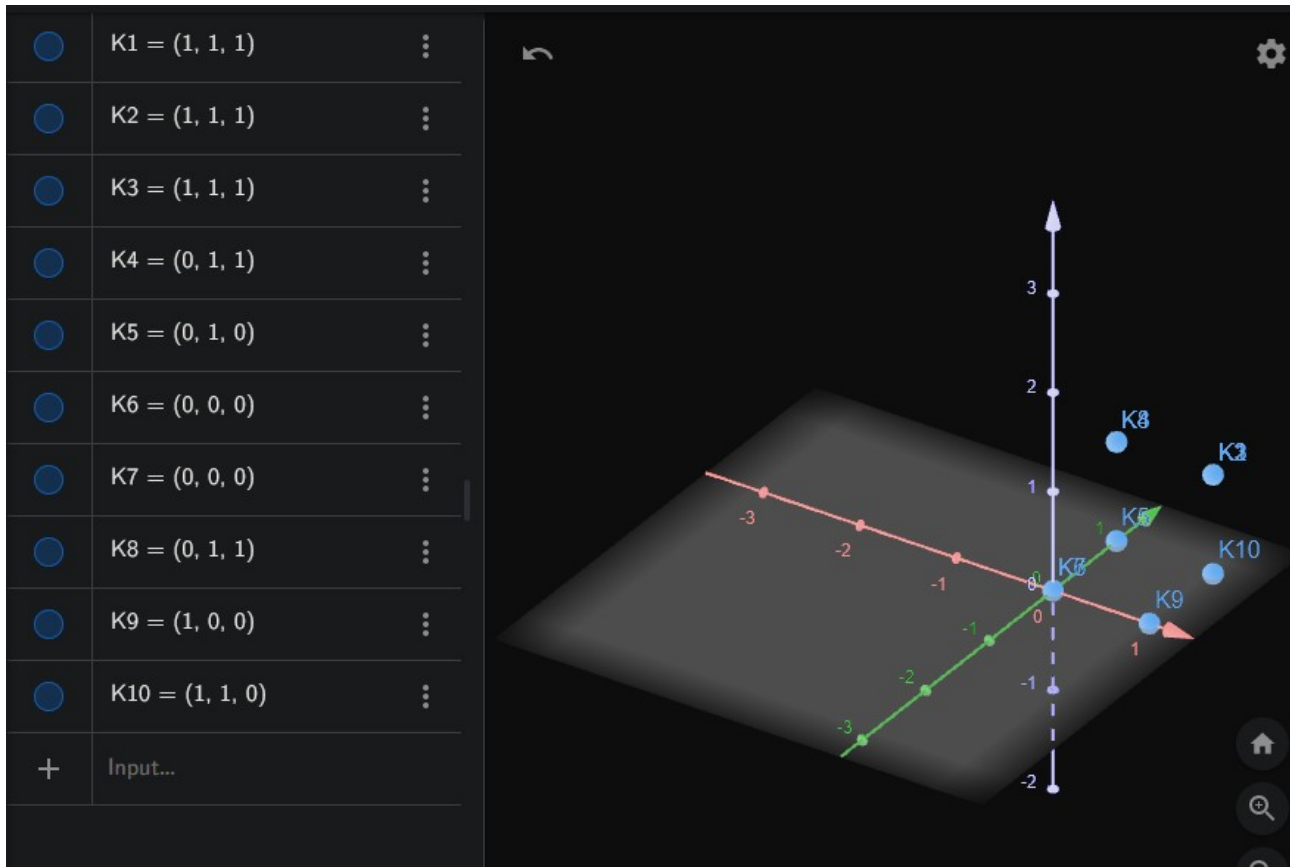 K1 = (1, 1, 1)
K2 = (1, 1, 1)
K3 = (1, 1, 1)
K4 = (0, 1, 1)
K5 = (0, 1, 0)
K6 = (0, 0, 0)
K7 = (0, 0, 0)
K8 = (0, 1, 1)
K9 = (1, 0, 0)
K10 = (1, 1, 0)
+ Input...
3
2
1
1
K10
0
0
K9
-3
-2
-1
0
-1
1
-2
-1
-3
-2